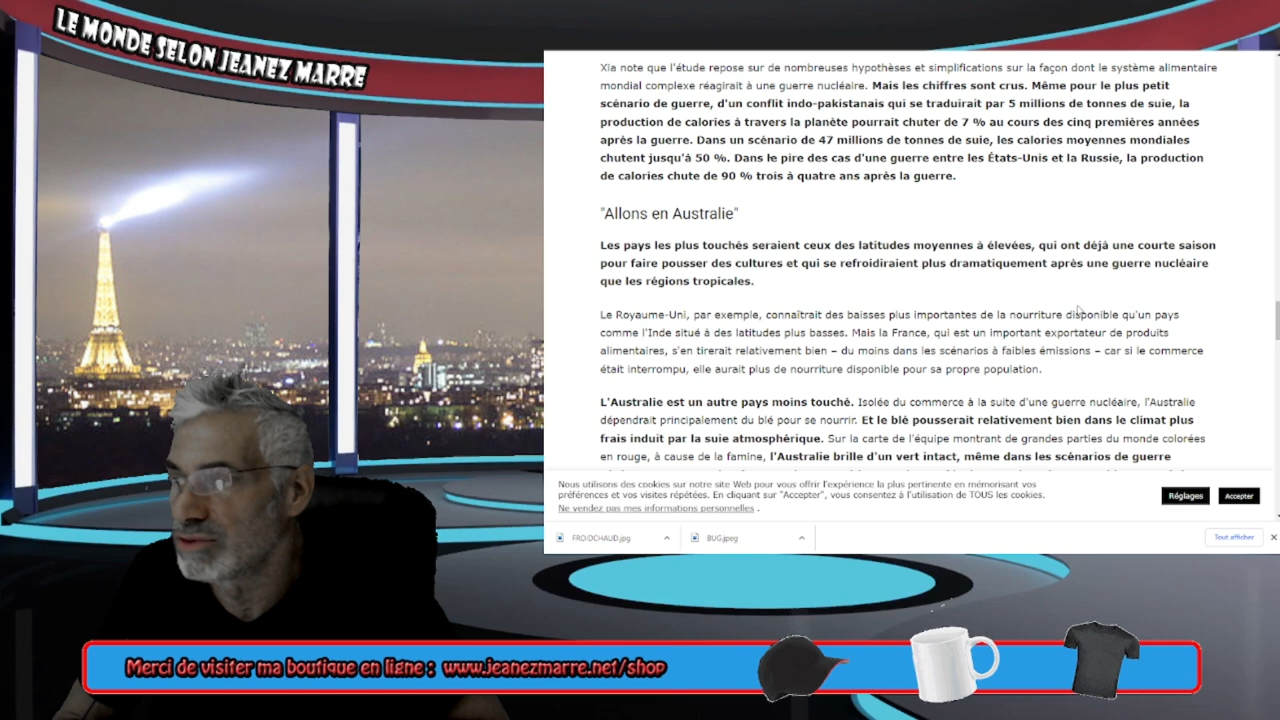 LE MONDE SELON JEANEZ MARRE
Xia note que l'étude repose sur de nombreuses hypothèses et simplifications sur la façon dont le système alimentaire
mondial complexe réagirait à une guerre nucléaire. Mais les chiffres sont crus. Même pour le plus petit
scénario de guerre, d'un conflit indo-pakistanais qui se traduirait par 5 millions de tonnes de suie, la
production de calories à travers la planète pourrait chuter de 7 % au cours des cinq premières années
après la guerre. Dans un scénario de 47 millions de tonnes de suie, les calories moyennes mondiales
chutent jusqu'à 50 %. Dans le pire des cas d'une guerre entre les États-Unis et la Russie, la production
de calories chute de 90 % trois à quatre ans après la guerre.
"Allons en Australie"
Les pays les plus touchés seraient ceux des latitudes moyennes à élevées, qui ont déjà une courte saison
pour faire pousser des cultures et qui se refroidiraient plus dramatiquement après une guerre nucléaire
que les régions tropicales.
Le Royaume-Uni, par exemple, connaîtrait des baisses plus importantes de la nourriture disponible qu'un pays
comme l'Inde situé à des latitudes plus basses. Mais la France, qui est un important exportateur de produits
alimentaires, s'en tirerait relativement bien – du moins dans les scénarios à faibles émissions – car si le commerce
était interrompu, elle aurait plus de nourriture disponible pour sa propre population.
L'Australie est un autre pays moins touché. Isolée du commerce à la suite d'une guerre nucléaire, l'Australie
dépendrait principalement du blé pour se nourrir. Et le blé pousserait relativement bien dans le climat plus
frais induit par la suie atmosphérique. Sur la carte de l'équipe montrant de grandes parties du monde colorées
en rouge, à cause de la famine, l'Australie brille d'un vert intact, même dans les scénarios de guerre
Nous utilisons des cookies sur notre site Web pour vous offrir l'expérience la plus pertinente en mémorisant vos
préférences et vos visites répétées. En cliquant sur "Accepter", vous consentez à l'utilisation de TOUS les cookies.
Ne vendez pas mes informations personnelles .
Réglages
Accepter
FROIDCHAUD.jpg
BUG.jpeg
Tout afficher
Merci de visiter ma boutique en ligne : www.jeanezmarre.net/shop